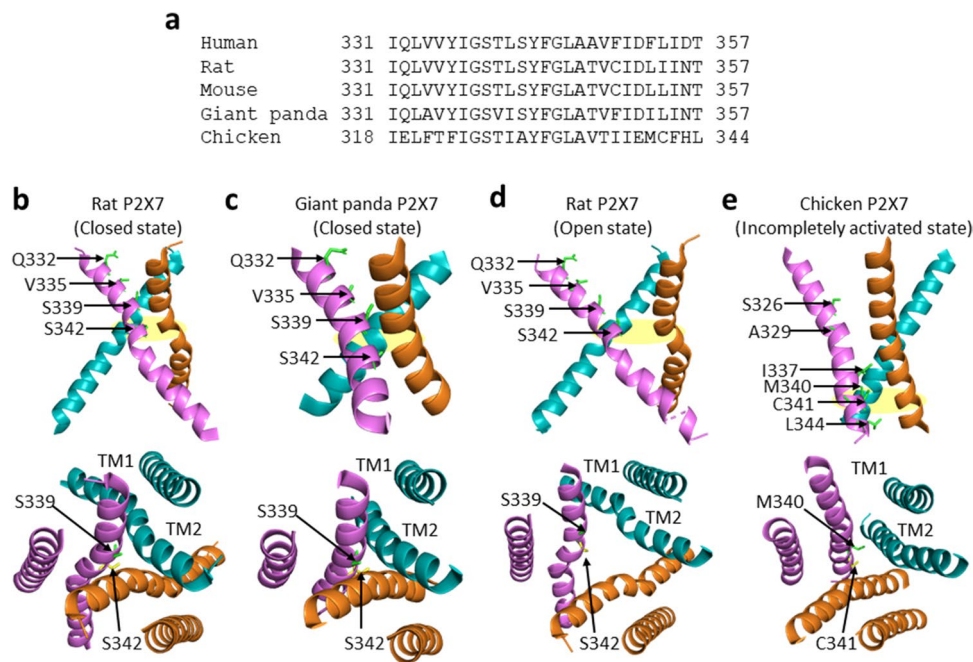 a
Human 331 IQLVVYIGSTLSYFGLAAVFIDFLIDT 357
Rat 331 IQLVVYIGSTLSYFGLATVCIDLIINT 357
Mouse 331 IQLVVYIGSTLSYFGLATVCIDLLINT 357
Giant panda 331 IQLAVYIGSVISYFGLATVFIDILINT 357
Chicken 318 IELFTFIGSTIAYFGLAVTIIEMCFHL 344
b c d e
Rat P2X7 Giant panda P2X7 Rat P2X7 Chicken P2X7
(Closed state) (Closed state) (Open state) (Incompletely activated state)
Q332
V335
S339
S342
Q332
V335
S339
S342
Q332
V335
S339
S342
S326
A329
I337
M340
C341
L344
TM1
S339
TM2
S342
TM1
S339
TM2
S342
TM1
S339
TM2
S342
TM1
M340
TM2
C341